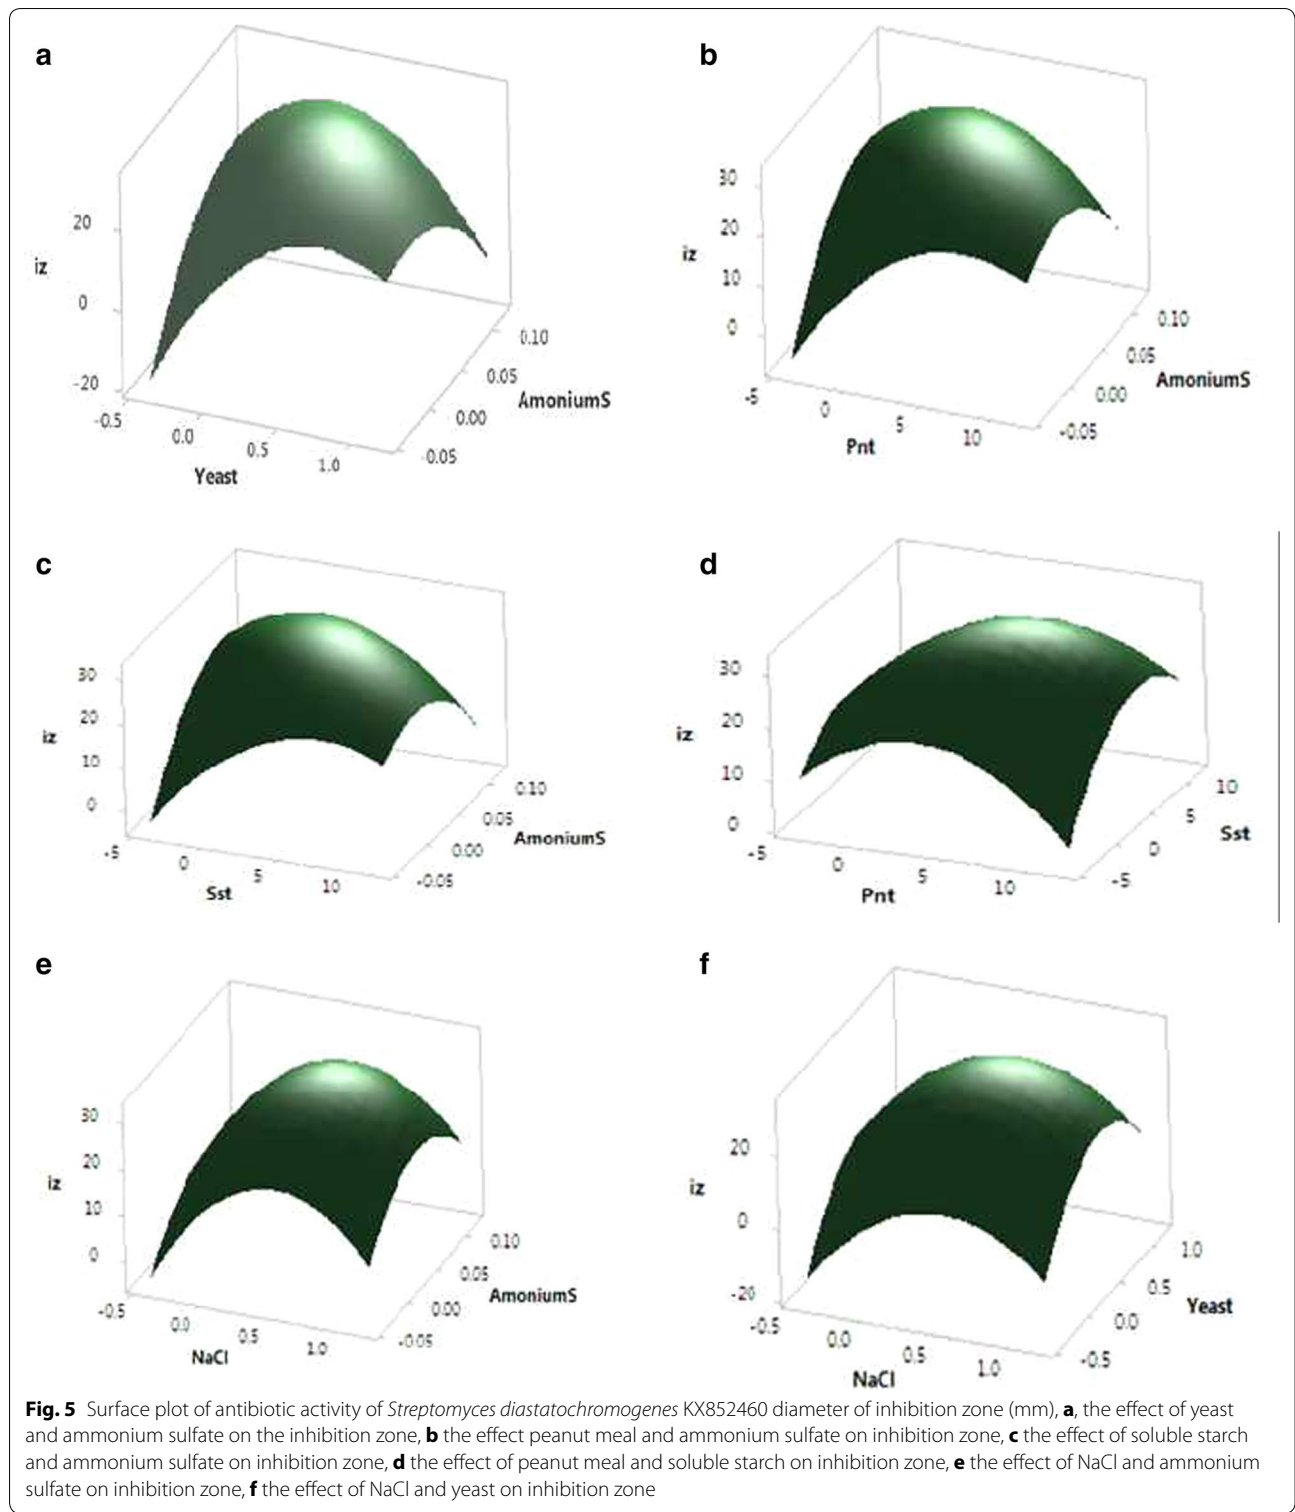 a
20
0
-20
iz
-0.5
0.0
0.5
1.0
Yeast
-0.05
0.00
0.05
0.10
AmoniumS
b
30
20
10
0
iz
-5
0
5
10
Pnt
-0.05
0.00
0.05
0.10
AmoniumS
c
30
20
10
0
iz
-5
0
5
10
Sst
-0.05
0.00
0.05
0.10
AmoniumS
d
30
20
10
0
iz
-5
0
5
10
Pnt
-5
0
5
10
Sst
e
30
20
10
0
iz
-0.5
0.0
0.5
1.0
NaCl
-0.05
0.00
0.05
0.10
AmoniumS
f
20
0
-20
iz
-0.5
0.0
0.5
1.0
NaCl
-0.5
0.0
0.5
1.0
Yeast
Fig. 5 Surface plot of antibiotic activity of Streptomyces diastatochromogenes KX852460 diameter of inhibition zone (mm), a, the effect of yeast
and ammonium sulfate on the inhibition zone, b the effect peanut meal and ammonium sulfate on inhibition zone, c the effect of soluble starch
and ammonium sulfate on inhibition zone, d the effect of peanut meal and soluble starch on inhibition zone, e the effect of NaCl and ammonium
sulfate on inhibition zone, f the effect of NaCl and yeast on inhibition zone